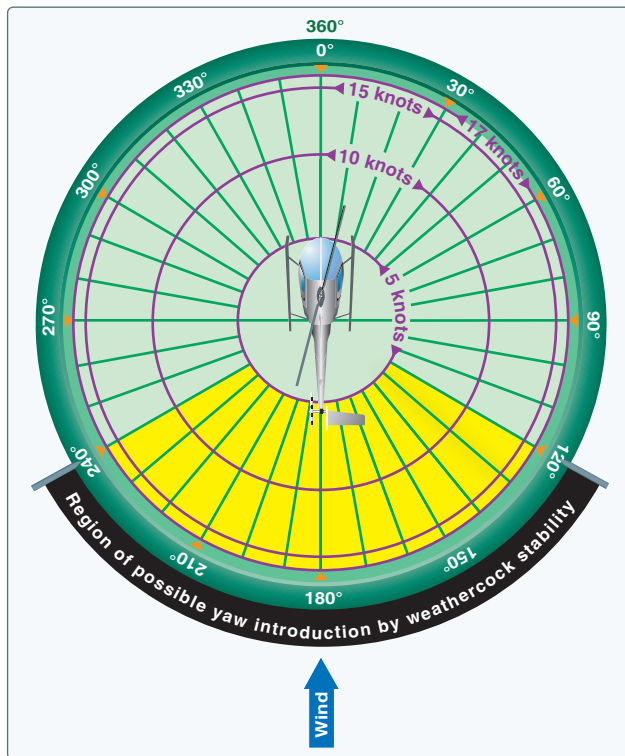 360°
0°
330°
30°
15 knots
17 knots
10 knots
300°
60°
5 knots
270°
90°
240°
120°
210°
150°
180°
Region of possible yaw introduction by weathercock stability
Wind